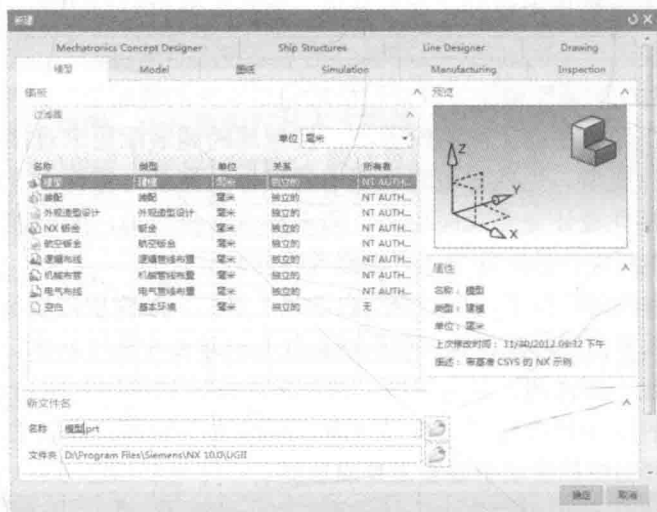 新建
Mechatronics Concept Designer Ship Structures Line Designer Drawing
模型 Model 图纸 Simulation Manufacturing Inspection
模板
过滤器
单位 毫米
名称 类型 单位 关系 所有者
模型 建模 毫米 独立的 NT AUTH...
装配 装配 毫米 独立的 NT AUTH...
外观造型设计 外观造型设计 毫米 独立的 NT AUTH...
NX 钣金 钣金 毫米 独立的 NT AUTH...
航空钣金 航空钣金 毫米 独立的 NT AUTH...
逻辑布线 逻辑管线布置 毫米 独立的 NT AUTH...
机械布管 机械管线布置 毫米 独立的 NT AUTH...
电气布线 电气管线布置 毫米 独立的 NT AUTH...
空白 基本环境 毫米 独立的 无
预览
Z
Y
X
属性
名称：模型
类型：建模
单位：毫米
上次修改时间： 11/30/2012 下午
描述：带基准 CSYS 的 NX 示例
新文件名
名称 模型.prt
文件夹 D:\Program Files\Siemens\NX 10.0\UGII
确定 取消